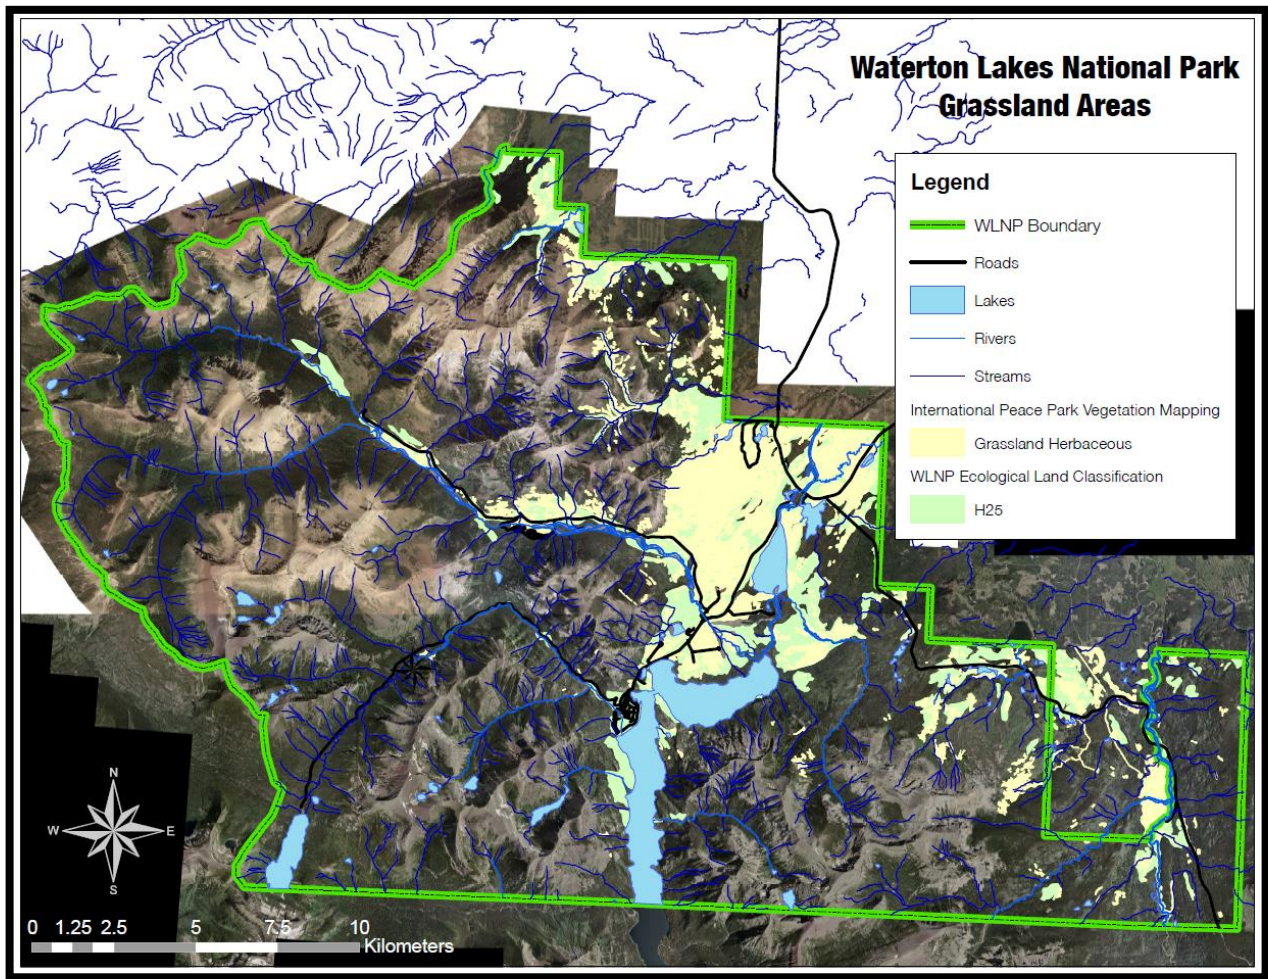 Waterton Lakes National Park
Grassland Areas
Legend
WLNP Boundary
Roads
Lakes
Rivers
Streams
International Peace Park Vegetation Mapping
Grassland Herbaceous
WLNP Ecological Land Classification
H25
N
W E
S
0 1.25 2.5 5 7.5 10
Kilometers